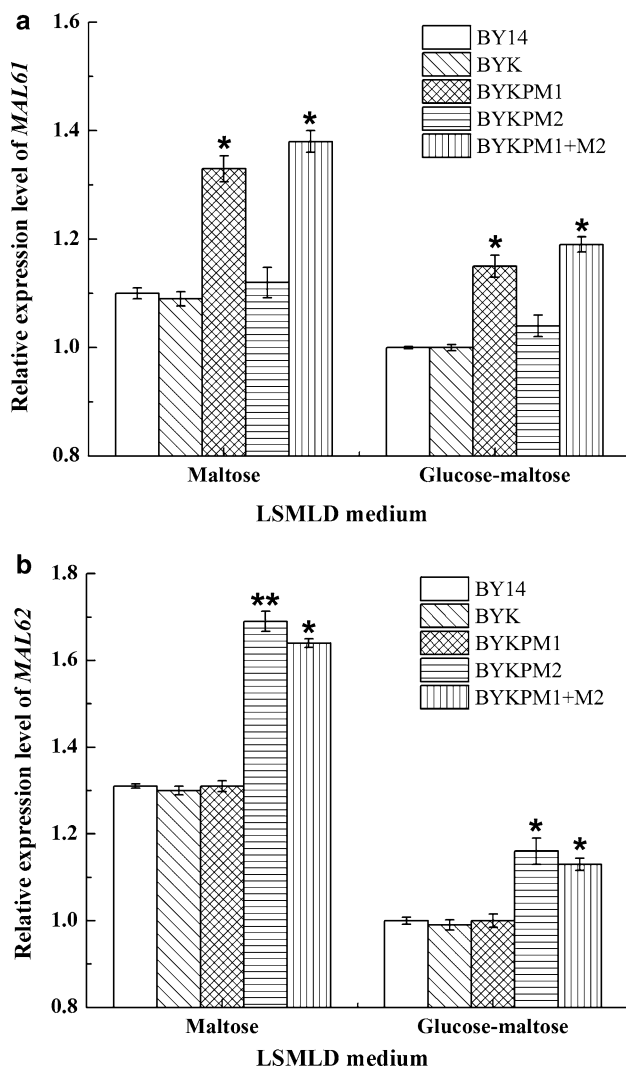 a
Relative expression level of MAL61
1.6
1.4
1.2
1.0
0.8
BY14
BYK
BYKPM1
BYKPM2
BYKPM1+M2
*
*
*
*
Maltose
Glucose-maltose
LSMLD medium
b
Relative expression level of MAL62
1.8
1.6
1.4
1.2
1.0
0.8
BY14
BYK
BYKPM1
BYKPM2
BYKPM1+M2
**
*
*
*
Maltose
Glucose-maltose
LSMLD medium